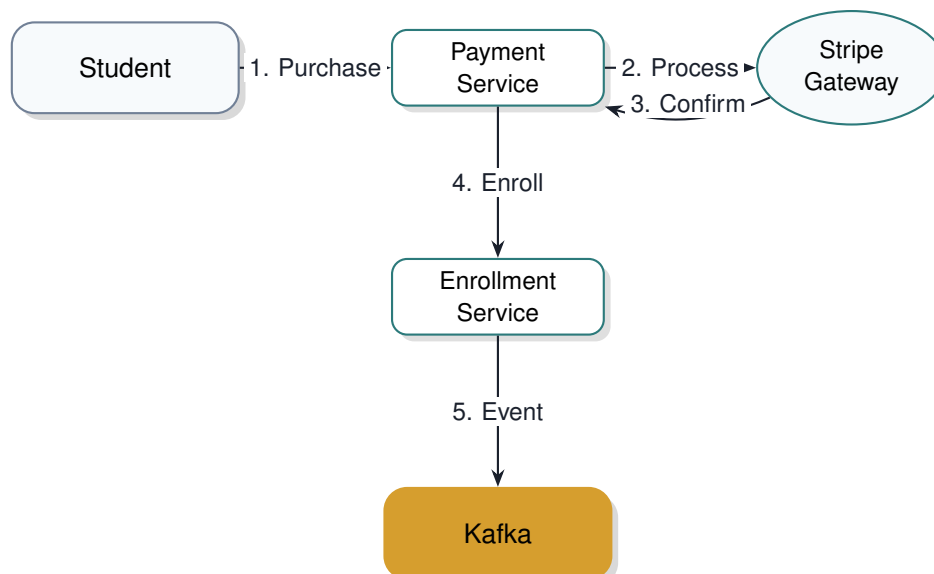 Student
1. Purchase
Payment
Service
2. Process
3. Confirm
Stripe
Gateway
4. Enroll
Enrollment
Service
5. Event
Kafka